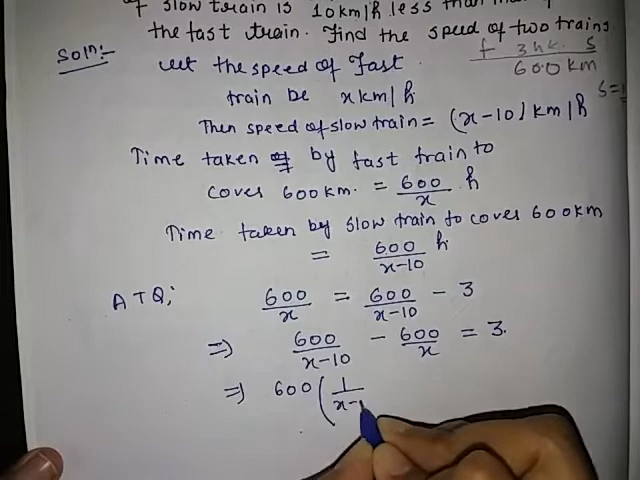 of slow train is 10km/h less than
the fast train. Find the speed of two trains
Soln:- Let the speed of fast
f 3hr. s
600 km
train be x km/h
Then speed of slow train = (x-10) km/h
Time taken by fast train to
cover 600km. = 600/x h
Time taken by slow train to cover 600km
= 600/x-10 h
ATQ; 600/x = 600/x-10 - 3
=> 600/x-10 - 600/x = 3.
=> 600 ( 1/x-